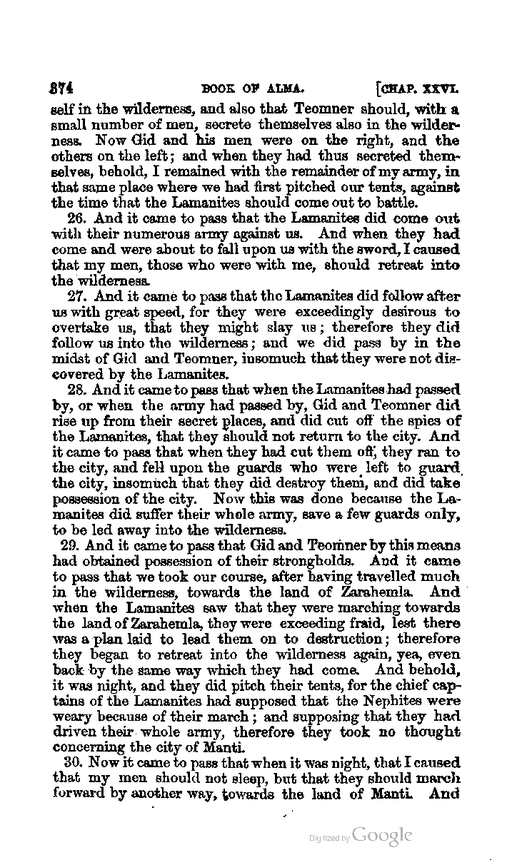 374 BOOK OF ALMA. [CHAP. XXVI.
self in the wilderness, and also that Teomner should, with a
small number of men, secrete themselves also in the wilder-
ness. Now Gid and his men were on the right, and the
others on the left; and when they had thus secreted them-
selves, behold, I remained with the remainder of my army, in
that same place where we had first pitched our tents, against
the time that the Lamanites should come out to battle.
26. And it came to pass that the Lamanites did come out
with their numerous army against us. And when they had
come and were about to fall upon us with the sword, I caused
that my men, those who were with me, should retreat into
the wilderness.
27. And it came to pass that the Lamanites did follow after
us with great speed, for they were exceedingly desirous to
overtake us, that they might slay us; therefore they did
follow us into the wilderness; and we did pass by in the
midst of Gid and Teomner, insomuch that they were not dis-
covered by the Lamanites.
28. And it came to pass that when the Lamanites had passed
by, or when the army had passed by, Gid and Teomner did
rise up from their secret places, and did cut off the spies of
the Lamanites, that they should not return to the city. And
it came to pass that when they had cut them off, they ran to
the city, and fell upon the guards who were left to guard
the city, insomuch that they did destroy them, and did take
possession of the city. Now this was done because the La-
manites did suffer their whole army, save a few guards only,
to be led away into the wilderness.
29. And it came to pass that Gid and Teomner by this means
had obtained possession of their strongholds. And it came
to pass that we took our course, after having travelled much
in the wilderness, towards the land of Zarahemla. And
when the Lamanites saw that they were marching towards
the land of Zarahemla, they were exceeding fraid, lest there
was a plan laid to lead them on to destruction; therefore
they began to retreat into the wilderness again, yea, even
back by the same way which they had come. And behold,
it was night, and they did pitch their tents, for the chief cap-
tains of the Lamanites had supposed that the Nephites were
weary because of their march; and supposing that they had
driven their whole army, therefore they took no thought
concerning the city of Manti.
30. Now it came to pass that when it was night, that I caused
that my men should not sleep, but that they should march
forward by another way, towards the land of Manti. And
Digitized by Google